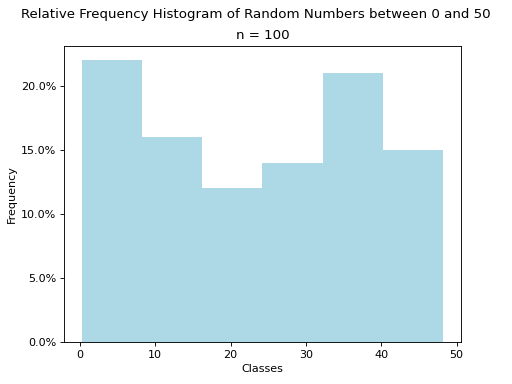 Relative Frequency Histogram of Random Numbers between 0 and 50
n = 100
20.0%
15.0%
10.0%
5.0%
0.0%
Frequency
0 10 20 30 40 50
Classes